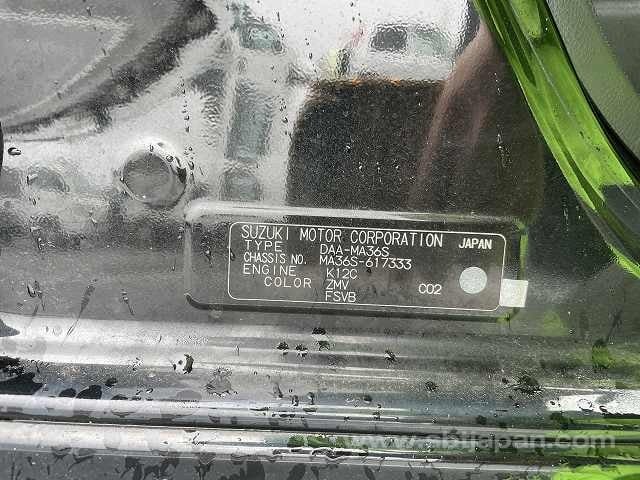 SUZUKI MOTOR CORPORATION JAPAN
TYPE DAA-MA36S
CHASSIS NO. MA36S-617333
ENGINE K12C
COLOR ZMV CO2
FSVB
www.sbtjapan.com